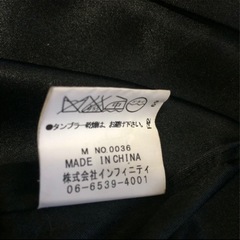 ●タンブラー乾燥は、お避け下さい。
M NO.0036
MADE IN CHINA
株式会社インフィニティ
06-6539-4001